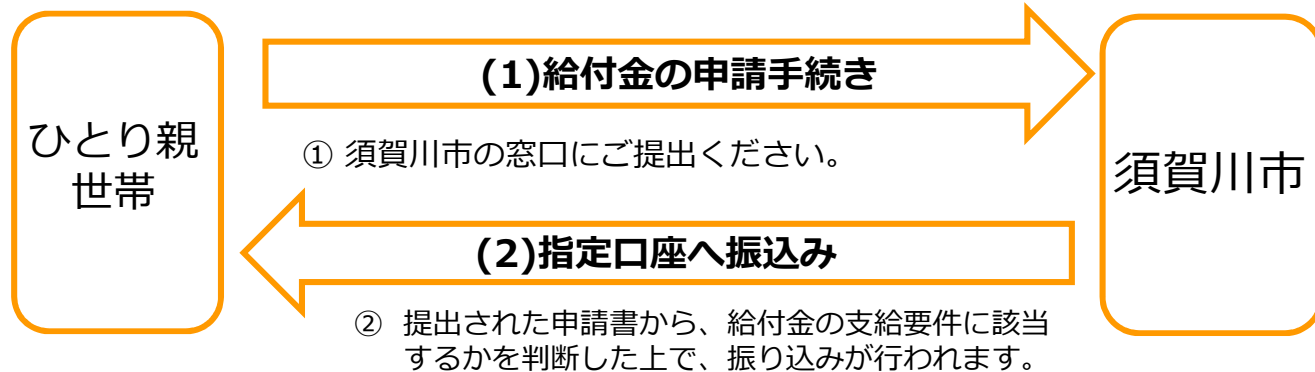 ひとり親
世帯
(1)給付金の申請手続き
① 須賀川市の窓口にご提出ください。
須賀川市
(2)指定口座へ振込み
② 提出された申請書から、給付金の支給要件に該当
するかを判断した上で、振り込みが行われます。